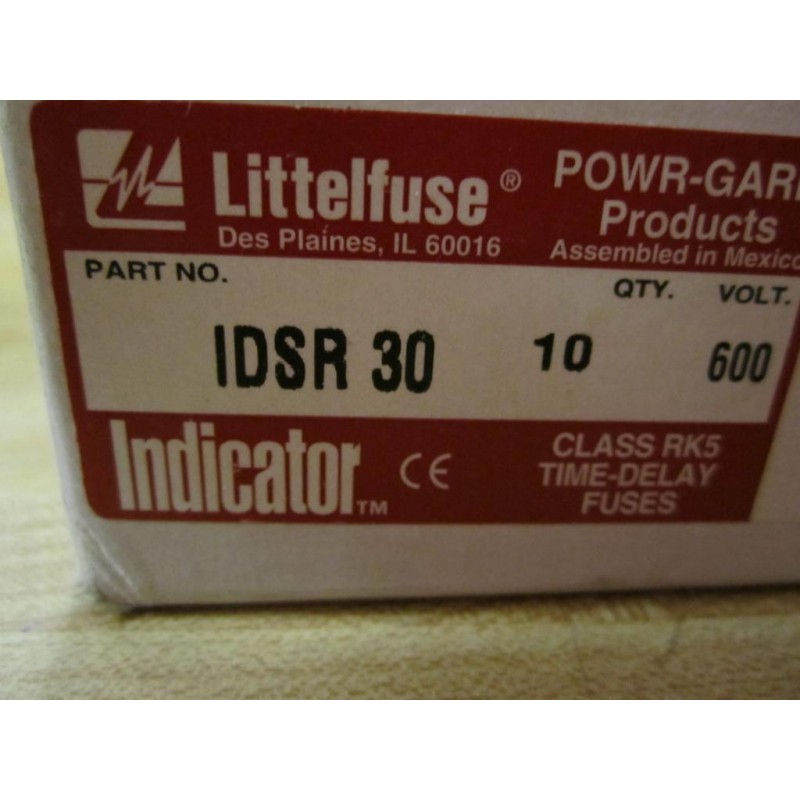 Littelfuse®
Des Plaines, IL 60016
POWR-GAR
Products
Assembled in Mexico
PART NO.
QTY.
VOLT.
IDSR 30
10
600
Indicator™
CE
CLASS RK5
TIME-DELAY
FUSES